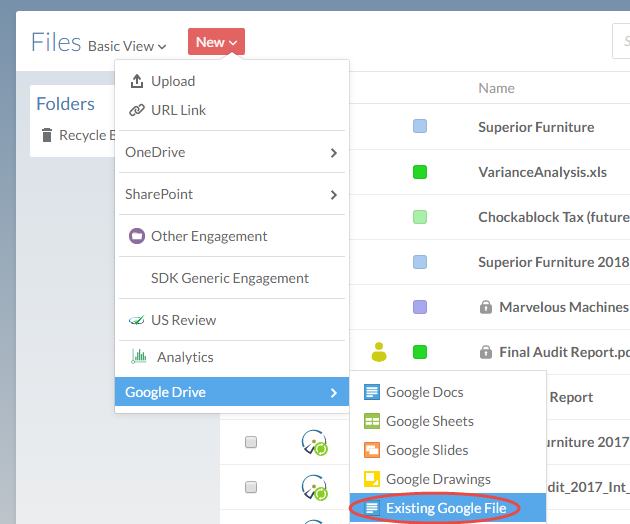 Files Basic View New S
Upload
URL Link
OneDrive
SharePoint
Other Engagement
SDK Generic Engagement
US Review
Analytics
Google Drive
Google Docs
Google Sheets
Google Slides
Google Drawings
Existing Google File
Folders
Recycle B
Name
Superior Furniture
VarianceAnalysis.xls
Chockablock Tax (future
Superior Furniture 2018
Marvelous Machines
Final Audit Report.pd
Report
urniture 2017
dit_2017_Int_